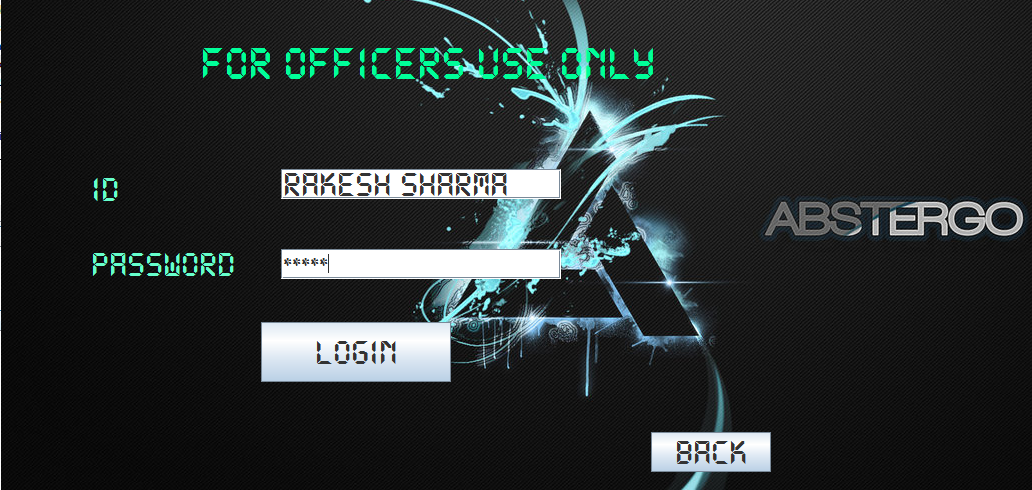 FOR OFFICERS USE ONLY
ID
RAKESH SHARMA
ABSTERGO
PASSWORD
*****
LOGIN
BACK